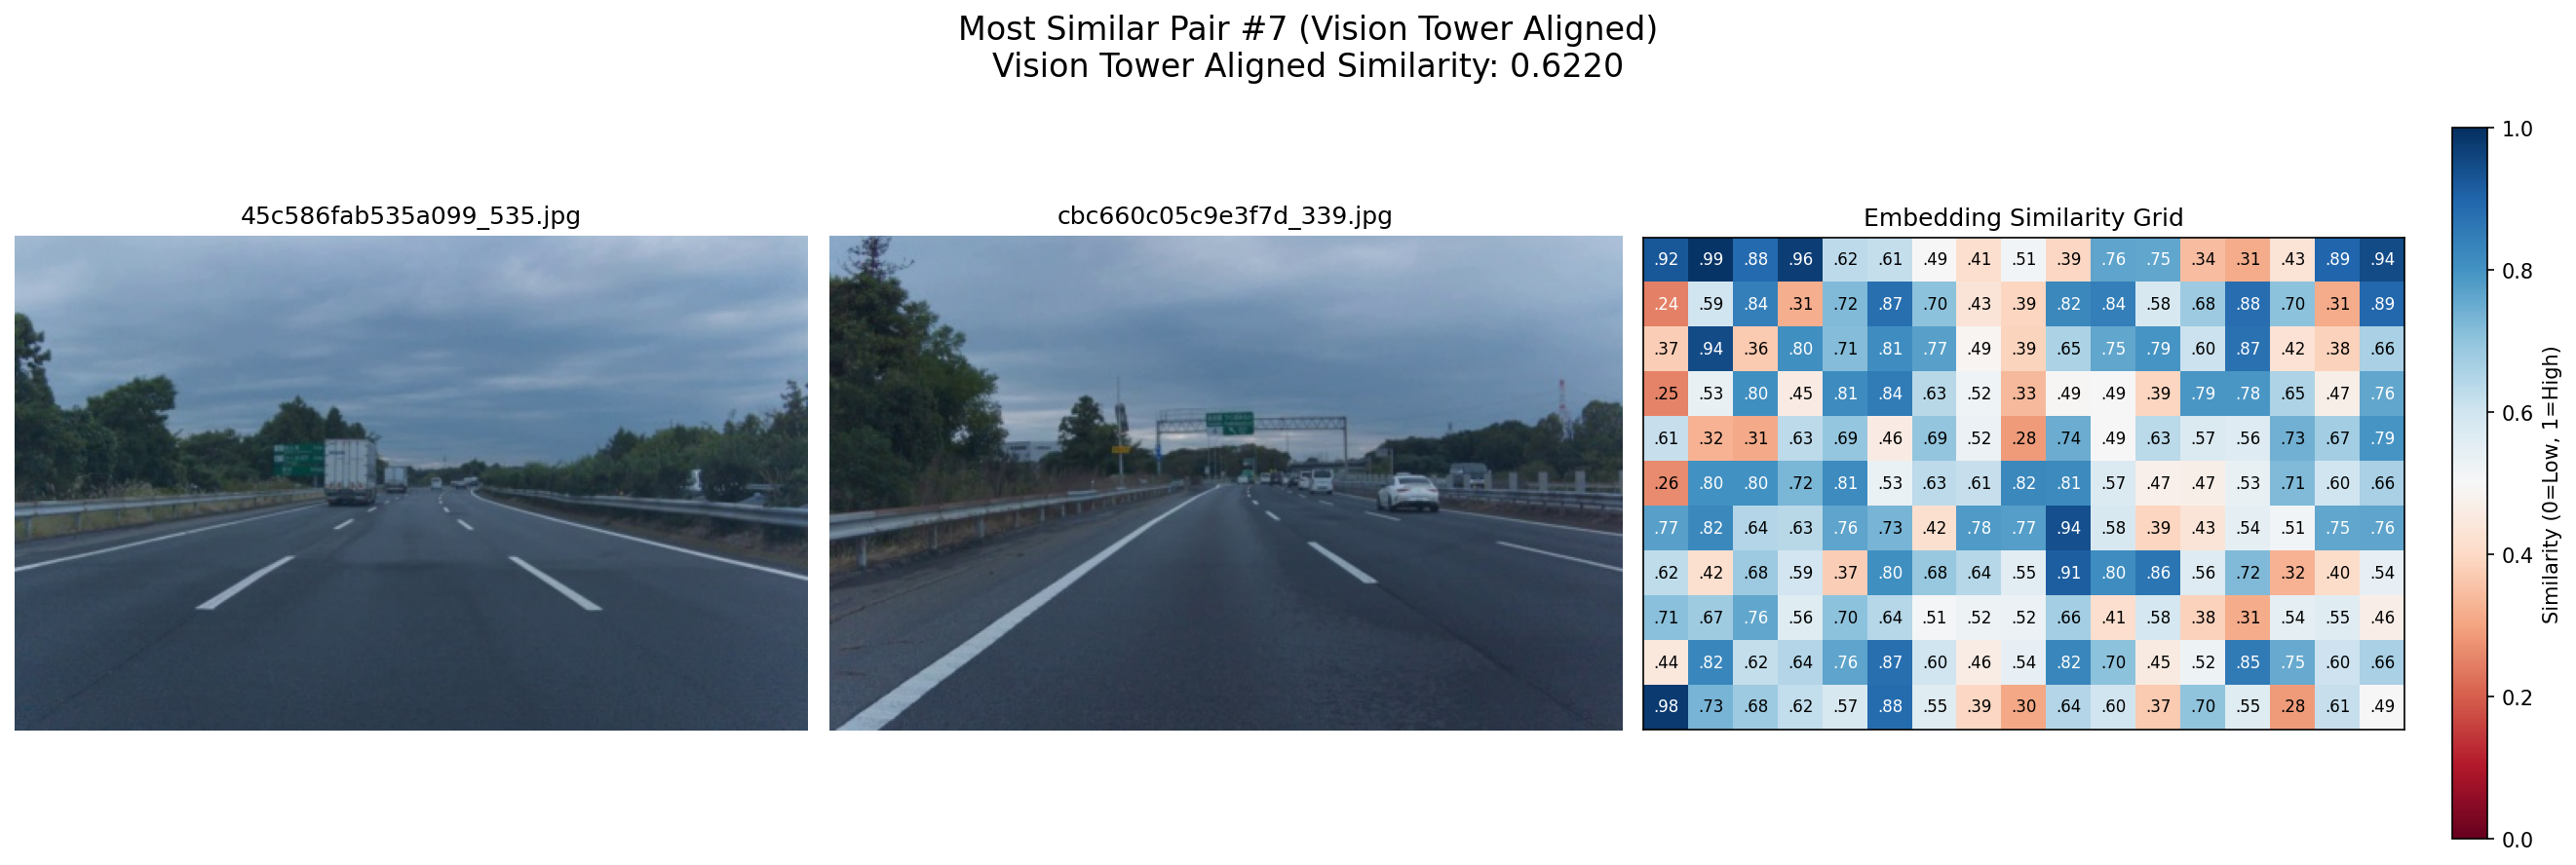 Most Similar Pair #7 (Vision Tower Aligned)
Vision Tower Aligned Similarity: 0.6220
45c586fab535a099_535.jpg
cbc660c05c9e3f7d_339.jpg
Embedding Similarity Grid
.92 .99 .88 .96 .62 .61 .49 .41 .51 .39 .76 .75 .34 .31 .43 .89 .94
.24 .59 .84 .31 .72 .87 .70 .43 .39 .82 .84 .58 .68 .88 .70 .31 .89
.37 .94 .36 .80 .71 .81 .77 .49 .39 .65 .75 .79 .60 .87 .42 .38 .66
.25 .53 .80 .45 .81 .84 .63 .52 .33 .49 .49 .39 .79 .78 .65 .47 .76
.61 .32 .31 .63 .69 .46 .69 .52 .28 .74 .49 .63 .57 .56 .73 .67 .79
.26 .80 .80 .72 .81 .53 .63 .61 .82 .81 .57 .47 .47 .53 .71 .60 .66
.77 .82 .64 .63 .76 .73 .42 .78 .77 .94 .58 .39 .43 .54 .51 .75 .76
.62 .42 .68 .59 .37 .80 .68 .64 .55 .91 .80 .86 .56 .72 .32 .40 .54
.71 .67 .76 .56 .70 .64 .51 .52 .52 .66 .41 .58 .38 .31 .54 .55 .46
.44 .82 .62 .64 .76 .87 .60 .46 .54 .82 .70 .45 .52 .85 .75 .60 .66
.98 .73 .68 .62 .57 .88 .55 .39 .30 .64 .60 .37 .70 .55 .28 .61 .49
1.0
0.8
0.6
0.4
0.2
0.0
Similarity (0=Low, 1=High)